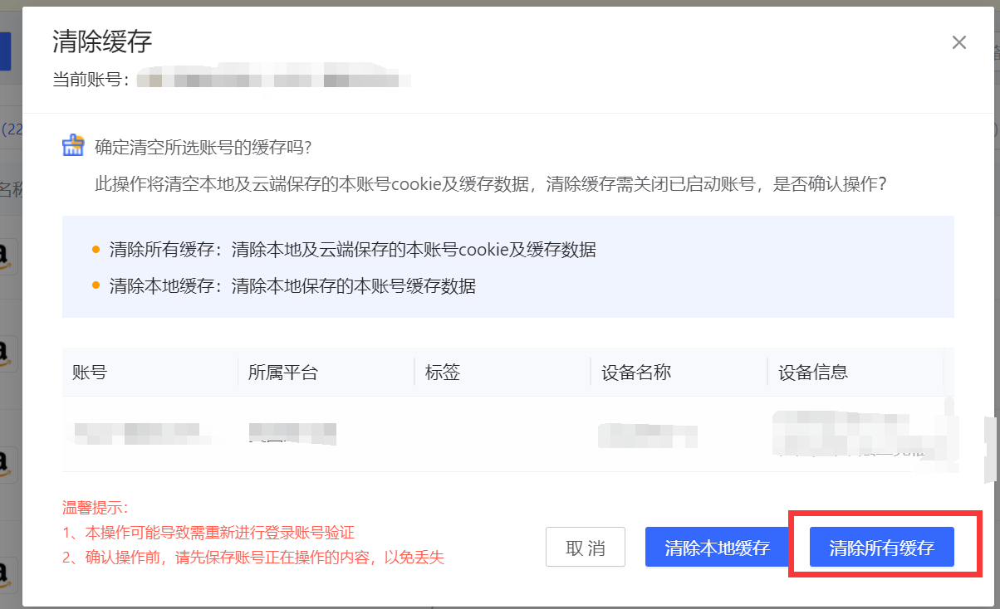 清除缓存
当前账号：
(22
确定清空所选账号的缓存吗?
此操作将清空本地及云端保存的本账号cookie及缓存数据，清除缓存需关闭已启动账号，是否确认操作?
名称
清除所有缓存：清除本地及云端保存的本账号cookie及缓存数据
清除本地缓存：清除本地保存的本账号缓存数据
账号 所属平台 标签 设备名称 设备信息
温馨提示：
1、本操作可能导致需重新进行登录账号验证
2、确认操作前，请先保存账号正在操作的内容，以免丢失
取 消 清除本地缓存 清除所有缓存